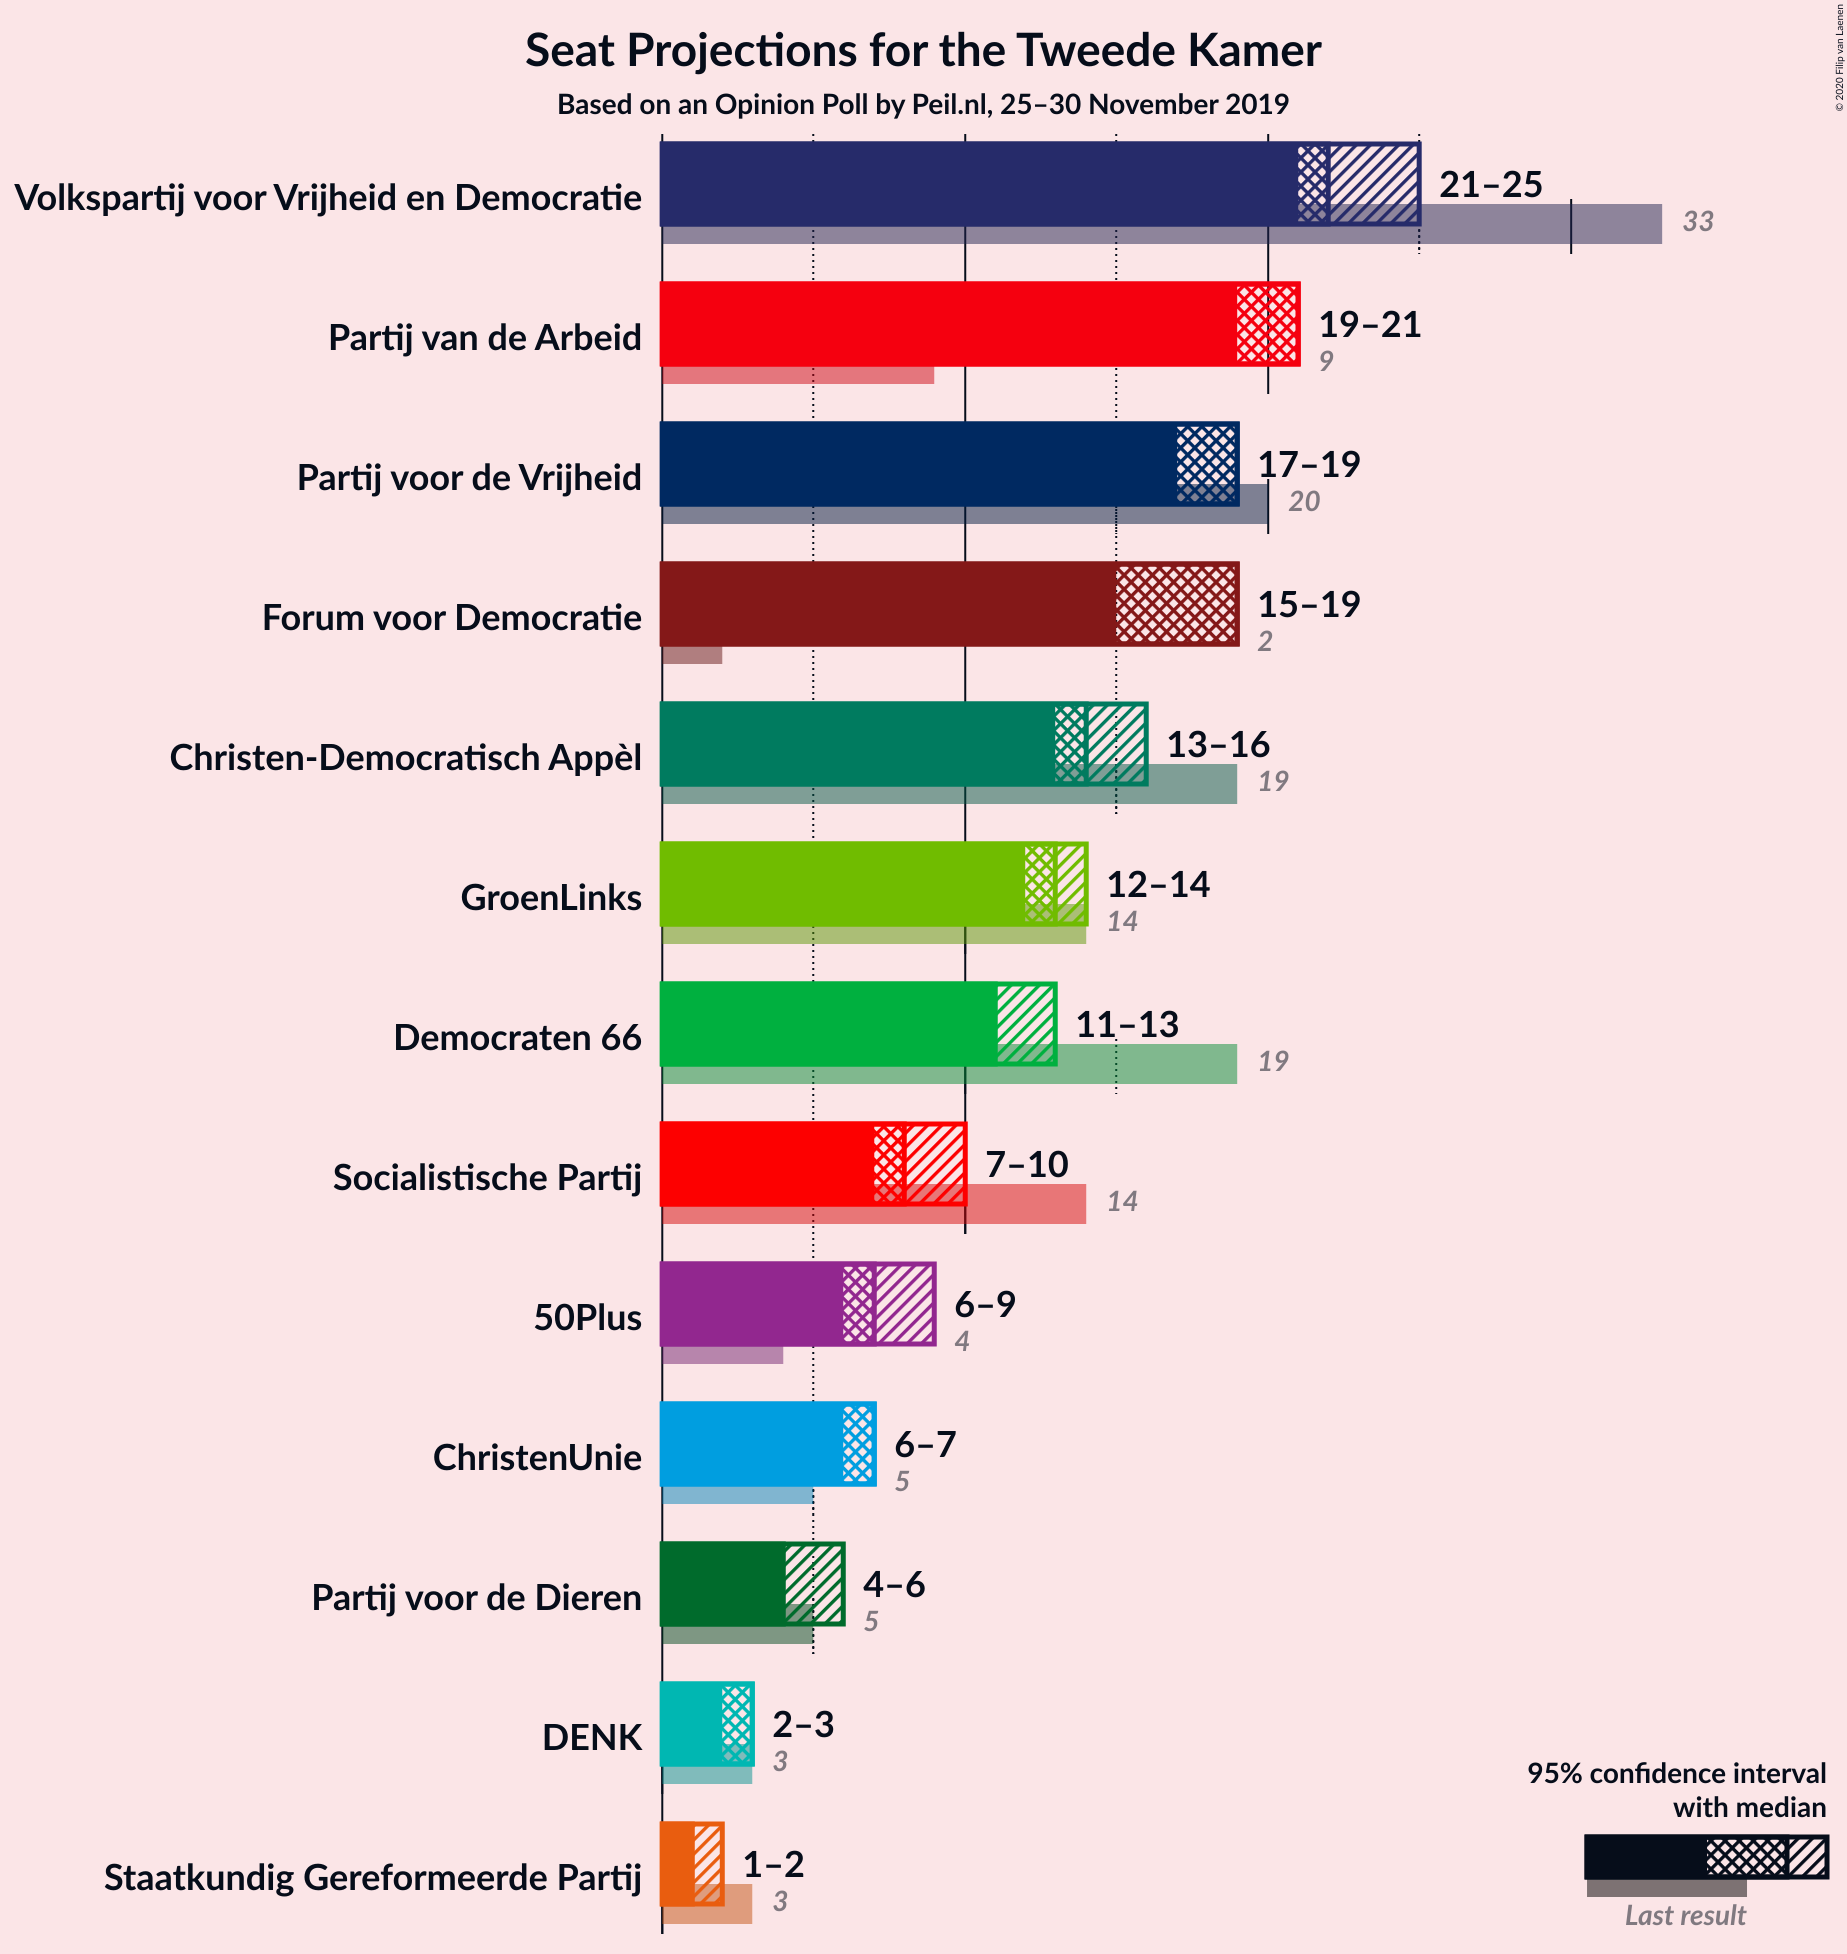 Seat Projections for the Tweede Kamer
Based on an Opinion Poll by Peil.nl, 25–30 November 2019
© 2020 Filip van Laenen
Volkspartij voor Vrijheid en Democratie
21–25
33
Partij van de Arbeid
19–21
9
Partij voor de Vrijheid
17–19
20
Forum voor Democratie
15–19
2
Christen-Democratisch Appèl
13–16
19
GroenLinks
12–14
14
Democraten 66
11–13
19
Socialistische Partij
7–10
14
50Plus
6–9
4
ChristenUnie
6–7
5
Partij voor de Dieren
4–6
5
DENK
2–3
3
Staatkundig Gereformeerde Partij
1–2
3
95% confidence interval
with median
Last result